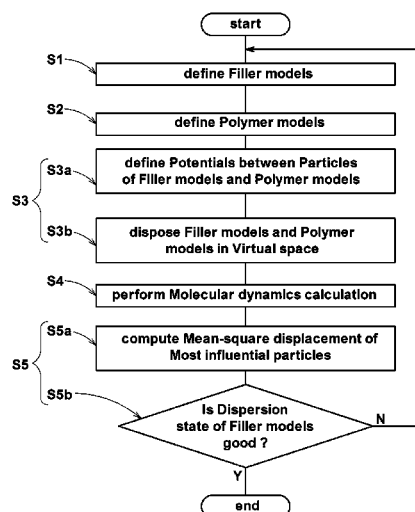 start
S1
define Filler models
S2
define Polymer models
S3
S3a
define Potentials between Particles
of Filler models and Polymer models
S3b
dispose Filler models and Polymer
models in Virtual space
S4
perform Molecular dynamics calculation
S5
S5a
compute Mean-square displacement of
Most influential particles
S5b
Is Dispersion
state of Filler models
good ?
N
Y
end